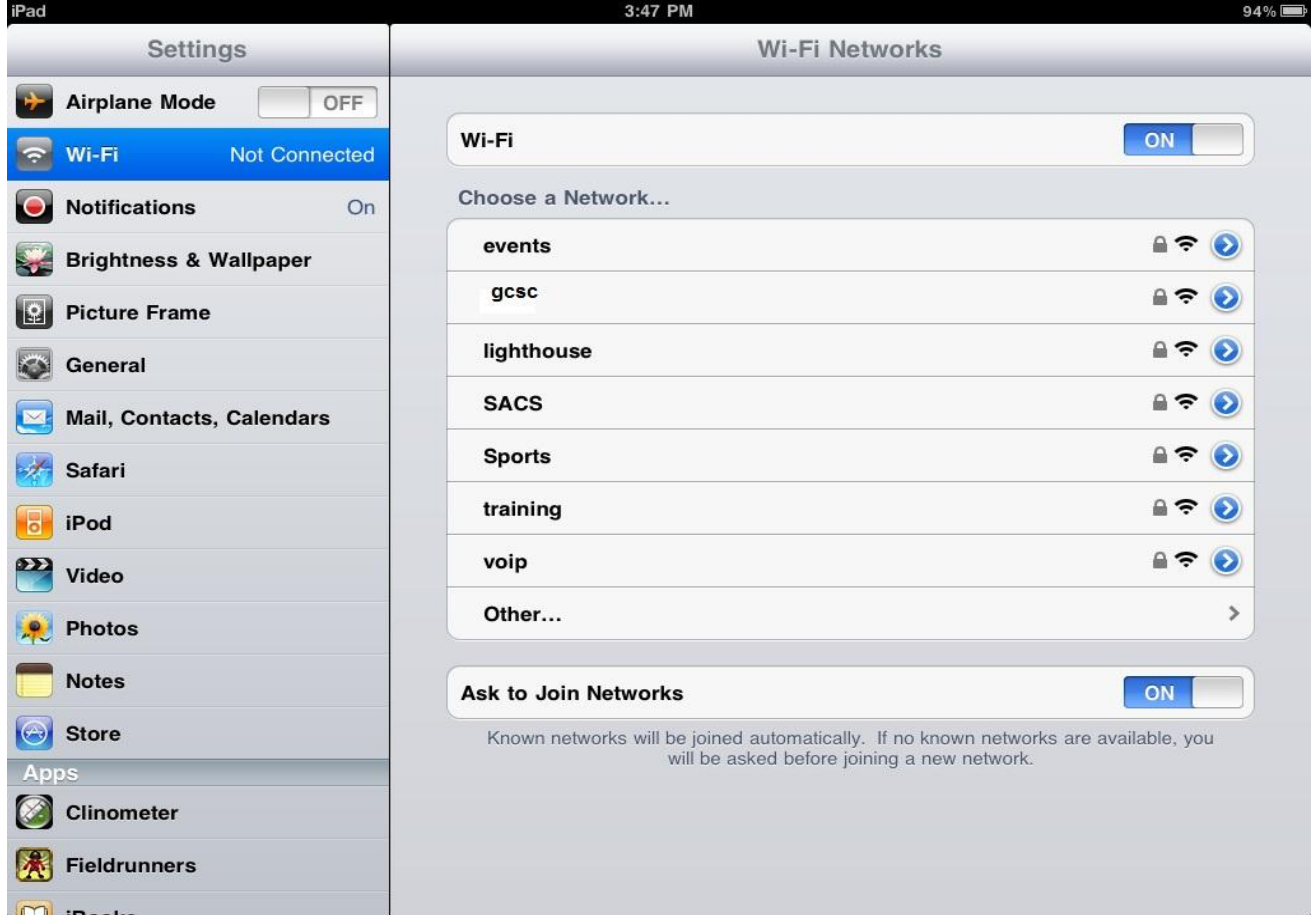 iPad 3:47 PM 94%
Settings
Airplane Mode OFF
Wi-Fi Not Connected
Notifications On
Brightness & Wallpaper
Picture Frame
General
Mail, Contacts, Calendars
Safari
iPod
Video
Photos
Notes
Store
Apps
Clinometer
Fieldrunners
Wi-Fi Networks
Wi-Fi ON
Choose a Network...
events
gcsc
lighthouse
SACS
Sports
training
voip
Other...
Ask to Join Networks ON
Known networks will be joined automatically. If no known networks are available, you
will be asked before joining a new network.